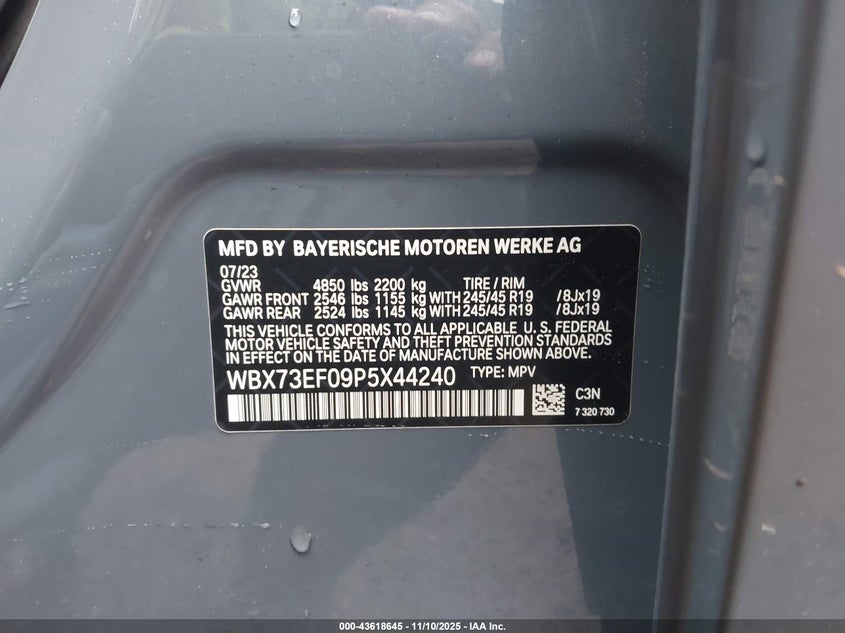 MFD BY BAYERISCHE MOTOREN WERKE AG
07/23
GVWR 4850 lbs 2200 kg TIRE / RIM
GAWR FRONT 2546 lbs 1155 kg WITH 245/45 R19 /8Jx19
GAWR REAR 2524 lbs 1145 kg WITH 245/45 R19 /8Jx19
THIS VEHICLE CONFORMS TO ALL APPLICABLE U. S. FEDERAL
MOTOR VEHICLE SAFETY AND THEFT PREVENTION STANDARDS
IN EFFECT ON THE DATE OF MANUFACTURE SHOWN ABOVE.
WBX73EF09P5X44240 TYPE: MPV
C3N
7 320 730
000-43618645 - 11/10/2025 - IAA Inc.